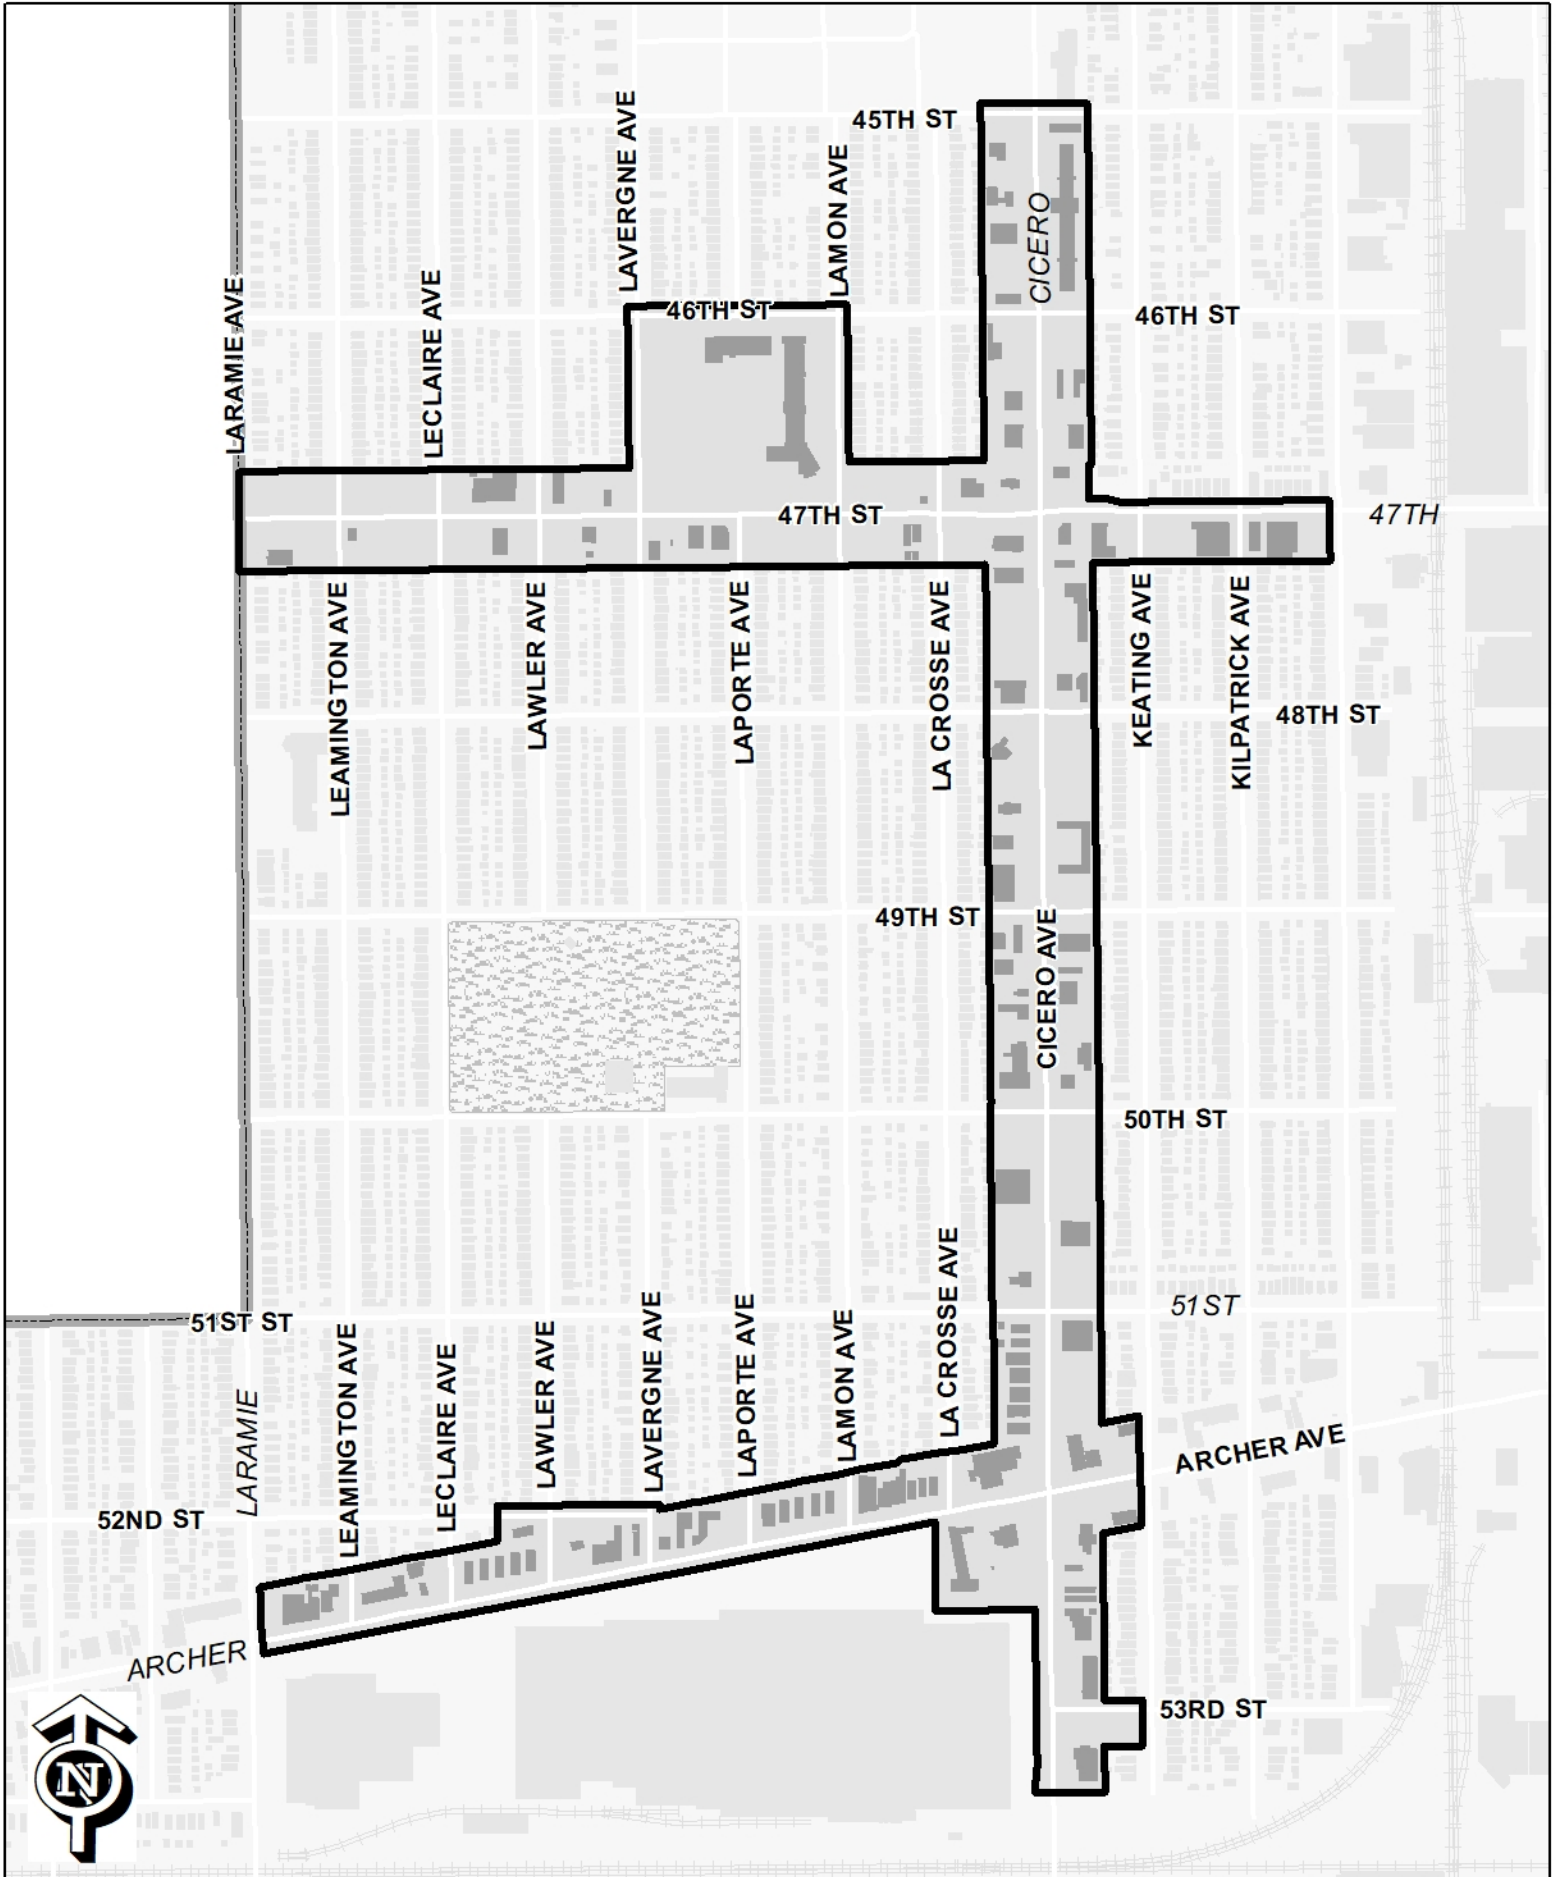 LAVERGNE AVE
45TH ST
LAMON AVE
CICERO
LARAMIE AVE
LECLAIRE AVE
46TH ST
46TH ST
47TH ST
47TH
LEAMINGTON AVE
LAWLER AVE
LAPORTE AVE
LA CROSSE AVE
KEATING AVE
KILPATRICK AVE
48TH ST
49TH ST
CICERO AVE
50TH ST
51ST ST
51ST
LARAMIE
LEAMINGTON AVE
LECLAIRE AVE
LAWLER AVE
LAVERGNE AVE
LAPORTE AVE
LAMON AVE
LA CROSSE AVE
ARCHER AVE
52ND ST
ARCHER
53RD ST
N